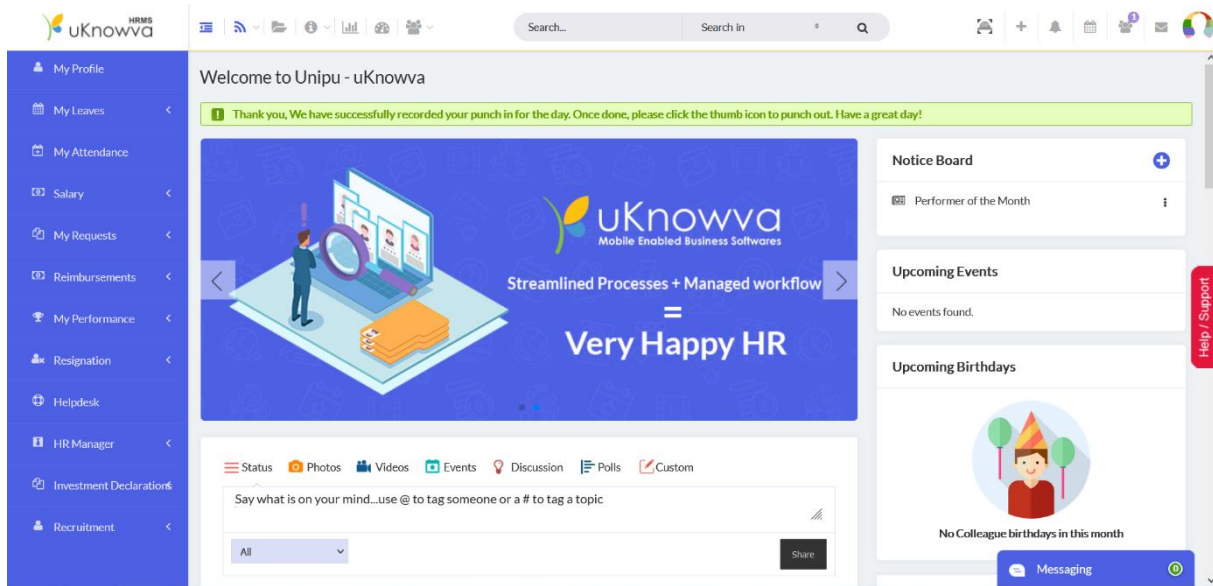 HRMS
uKnowva
Search...
Search in
1
My Profile
My Leaves
My Attendance
Salary
My Requests
Reimbursements
My Performance
Resignation
Helpdesk
HR Manager
Investment Declarations
Recruitment
Welcome to Unipu - uKnowva
Thank you, We have successfully recorded your punch in for the day. Once done, please click the thumb icon to punch out. Have a great day!
uKnowva
Mobile Enabled Business Softwares
Streamlined Processes + Managed workflow
=
Very Happy HR
Status Photos Videos Events Discussion Polls Custom
Say what is on your mind...use @ to tag someone or a # to tag a topic
All
Share
Notice Board
Performer of the Month
Upcoming Events
No events found.
Upcoming Birthdays
No Colleague birthdays in this month
Help / Support
Messaging 0